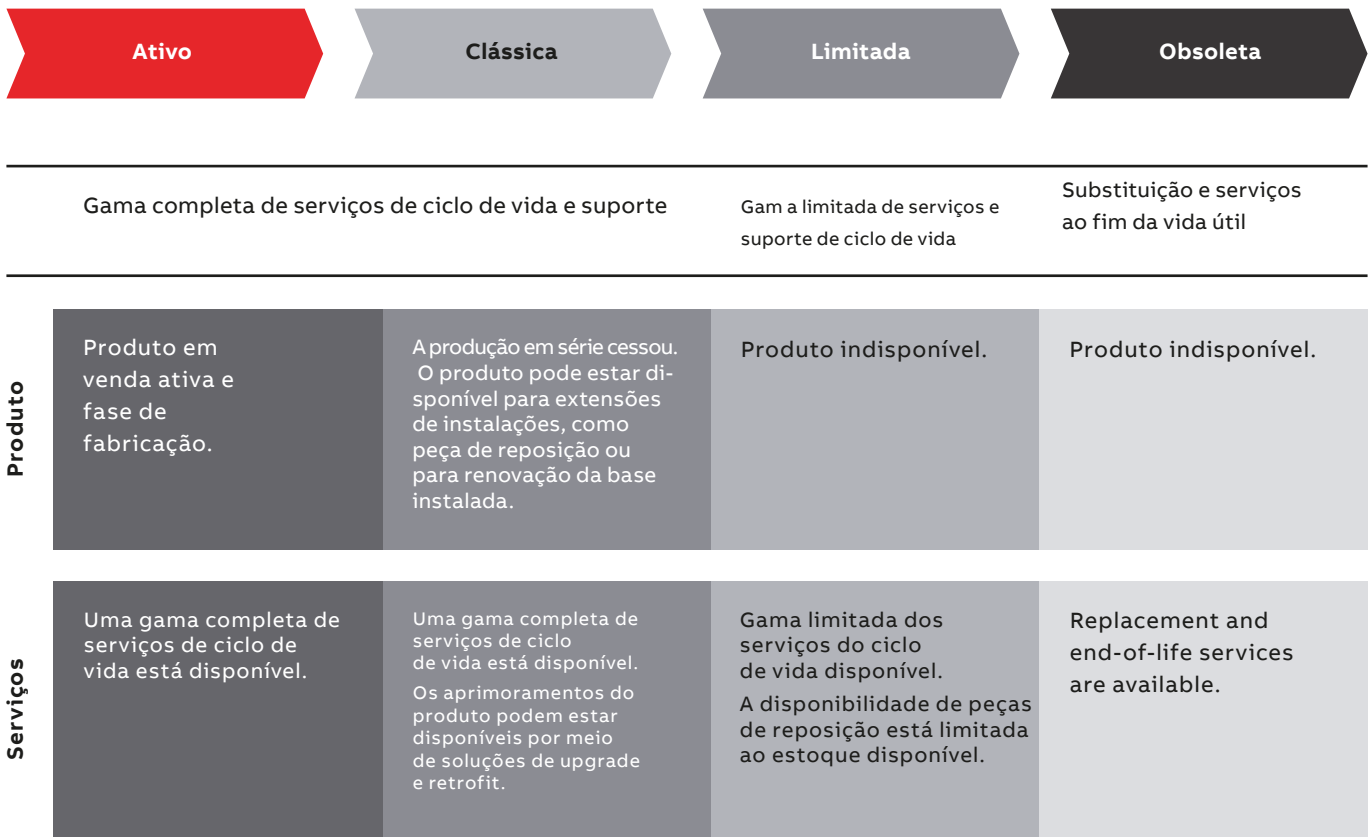 Ativo
Clássica
Limitada
Obsoleta
Gama completa de serviços de ciclo de vida e suporte
Gam a limitada de serviços e
suporte de ciclo de vida
Substituição e serviços
ao fim da vida útil
Produto
Produto em
venda ativa e
fase de
fabricação.
A produção em série cessou.
O produto pode estar di-
sponível para extensões
de instalações, como
peça de reposição ou
para renovação da base
instalada.
Produto indisponível.
Produto indisponível.
Serviços
Uma gama completa de
serviços de ciclo de
vida está disponível.
Uma gama completa de
serviços de ciclo
de vida está disponível.
Os aprimoramentos do
produto podem estar
disponíveis por meio
de soluções de upgrade
e retrofit.
Gama limitada dos
serviços do ciclo
de vida disponível.
A disponibilidade de peças
de reposição está limitada
ao estoque disponível.
Replacement and
end-of-life services
are available.